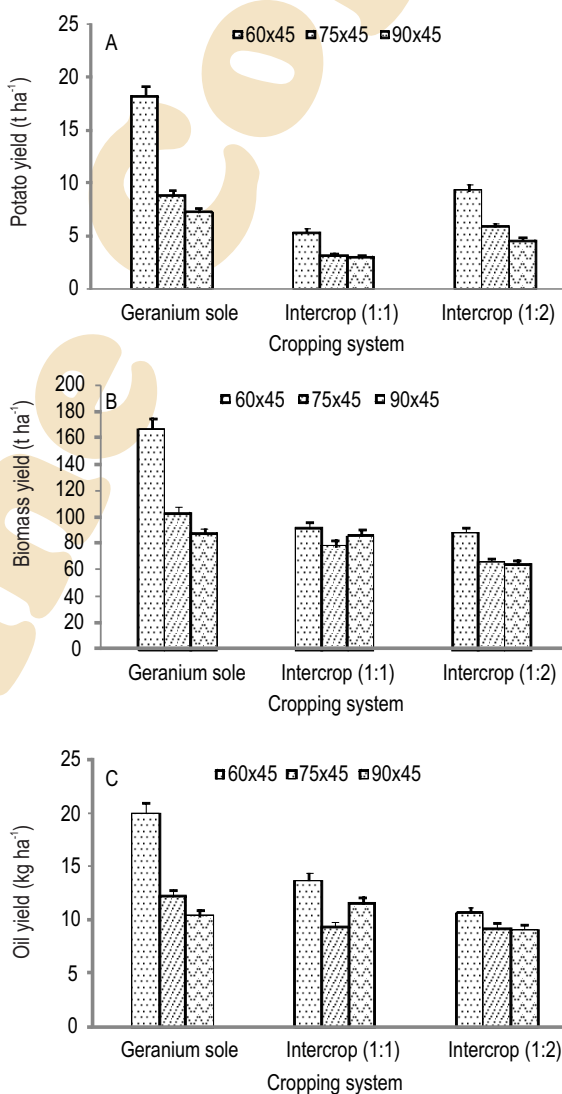 A
60x45 75x45 90x45
Potato yield (t ha-1)
25
20
15
10
5
0
Geranium sole Intercrop (1:1) Intercrop (1:2)
Cropping system
B
60x45 75x45 90x45
Biomass yield (t ha-1)
200
180
160
140
120
100
80
60
40
20
0
Geranium sole Intercrop (1:1) Intercrop (1:2)
Cropping system
C
60x45 75x45 90x45
Oil yield (kg ha-1)
25
20
15
10
5
0
Geranium sole Intercrop (1:1) Intercrop (1:2)
Cropping system